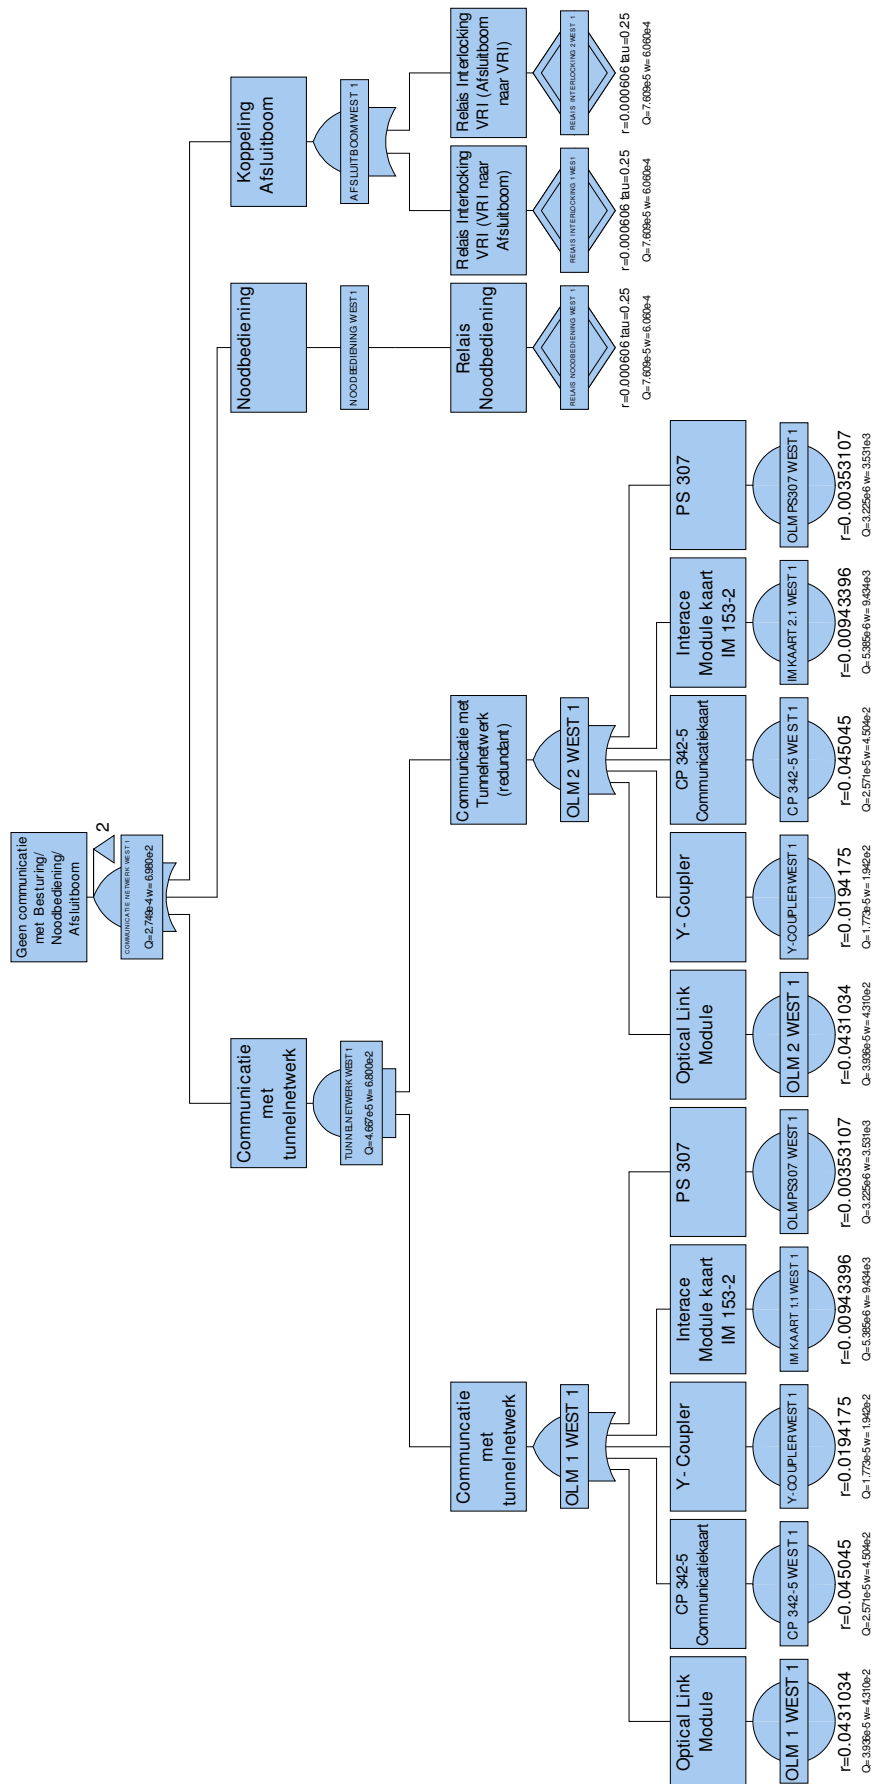 Geen communicatie
met Besturing/
Noodbediening/
Afsluitboom
2
COMMUNICATIE NETWERK WEST 1
Q=2.749e-4 w= 6.980e-2
Communicatie
met
tunnelnetwerk
TUNNELNETWERK WEST 1
Q=4.667e-5 w= 6.800e-2
Noodbediening
NOODBEDIENING WEST 1
Koppeling
Afsluitboom
AFSLUITBOOM WEST 1
Communcatie
met
tunnelnetwerk
OLM 1 WEST 1
Communicatie met
Tunnelnetwerk
(redundant)
OLM 2 WEST 1
Relais
Noodbediening
RELAIS NOODBEDIENING WEST 1
r=0.000606 tau=0.25
Q=7.609e-5 w= 6.060e-4
Relais Interlocking
VRI (VRI naar
Afsluitboom)
RELAIS INTERLOCKING 1 WES1
r=0.000606 tau=0.25
Q=7.609e-5 w= 6.060e-4
Relais Interlocking
VRI (Afsluitboom
naar VRI)
RELAIS INTERLOCKING 2 WEST 1
r=0.000606 tau=0.25
Q=7.609e-5 w= 6.060e-4
Optical Link
Module
OLM 1 WEST 1
r=0.0431034
Q=3.936e-5 w= 4.310e-2
CP 342-5
Communicatiekaart
CP 342-5 WEST 1
r=0.045045
Q=2.571e-5 w= 4.504e-2
Y- Coupler
Y-COUPLER WEST 1
r=0.0194175
Q=1.773e-5 w= 1.942e-2
Interace
Module kaart
IM 153-2
IM KAART 1.1 WEST 1
r=0.00943396
Q=5.385e-6 w= 9.434e-3
PS 307
OLM PS307 WEST 1
r=0.00353107
Q=3.225e-6 w= 3.531e-3
Optical Link
Module
OLM 2 WEST 1
r=0.0431034
Q=3.936e-5 w= 4.310e-2
Y- Coupler
Y-COUPLER WEST 1
r=0.0194175
Q=1.773e-5 w= 1.942e-2
CP 342-5
Communicatiekaart
CP 342-5 WEST 1
r=0.045045
Q=2.571e-5 w= 4.504e-2
Interace
Module kaart
IM 153-2
IM KAART 2.1 WEST 1
r=0.00943396
Q=5.385e-6 w= 9.434e-3
PS 307
OLM PS307 WEST 1
r=0.00353107
Q=3.225e-6 w= 3.531e-3